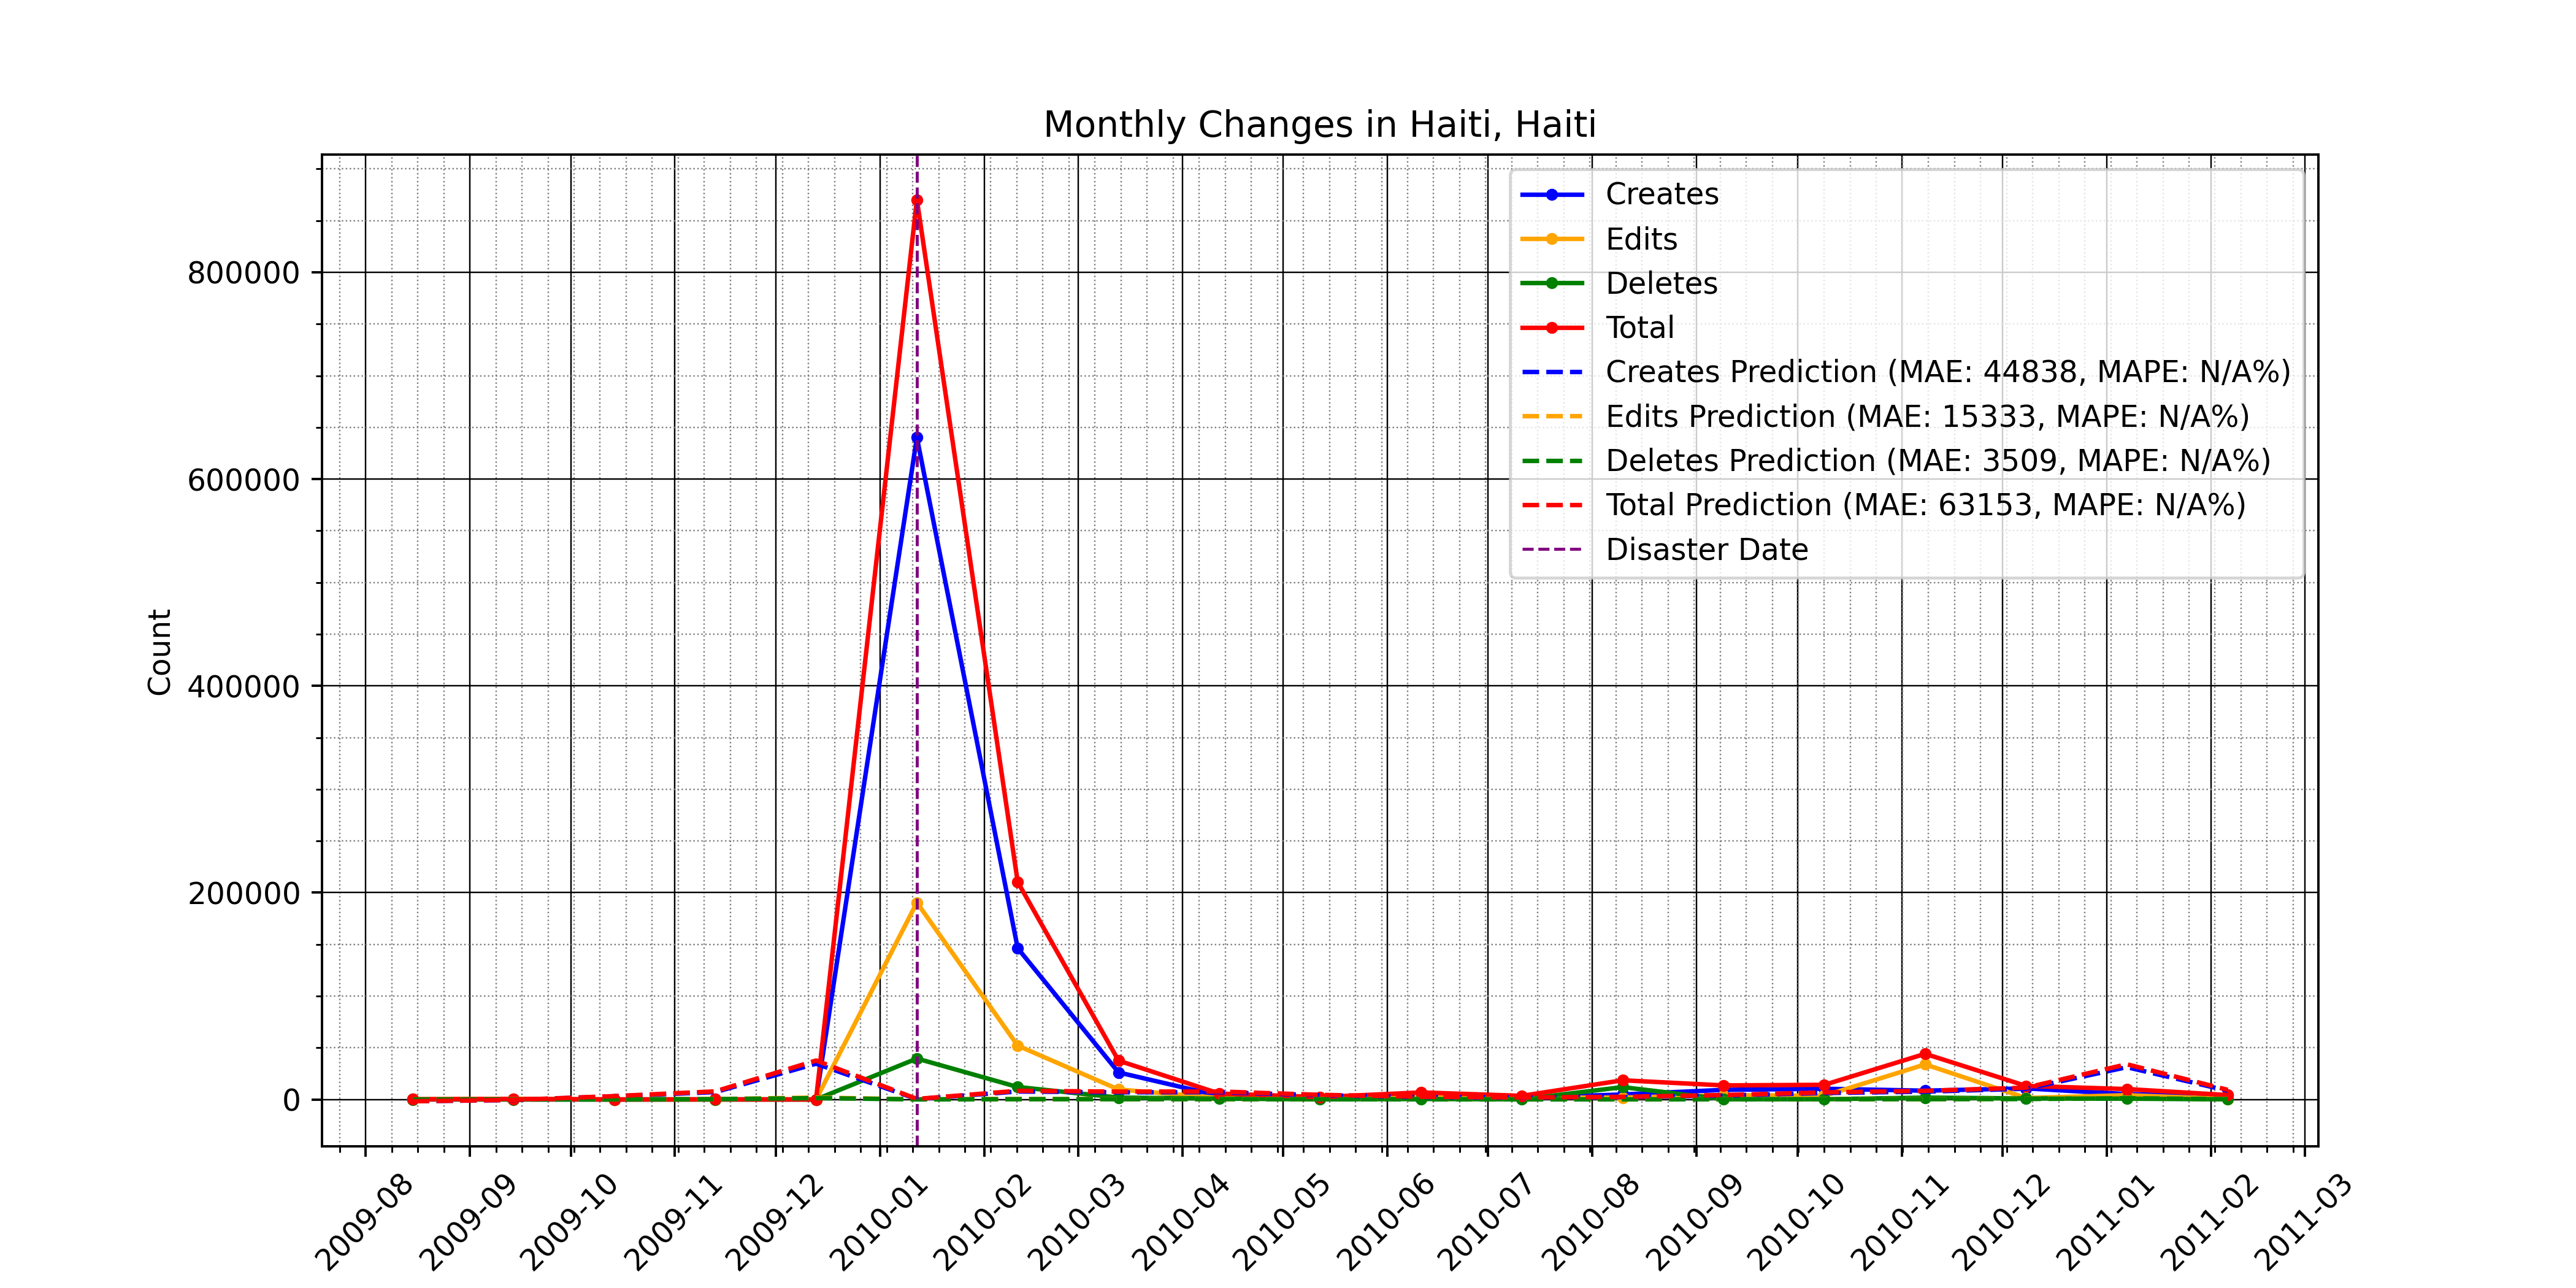 Monthly Changes in Haiti, Haiti
Creates
Edits
Deletes
Total
Creates Prediction (MAE: 44838, MAPE: N/A%)
Edits Prediction (MAE: 15333, MAPE: N/A%)
Deletes Prediction (MAE: 3509, MAPE: N/A%)
Total Prediction (MAE: 63153, MAPE: N/A%)
Disaster Date
Count
800000
600000
400000
200000
0
2009-08
2009-09
2009-10
2009-11
2009-12
2010-01
2010-02
2010-03
2010-04
2010-05
2010-06
2010-07
2010-08
2010-09
2010-10
2010-11
2010-12
2011-01
2011-02
2011-03